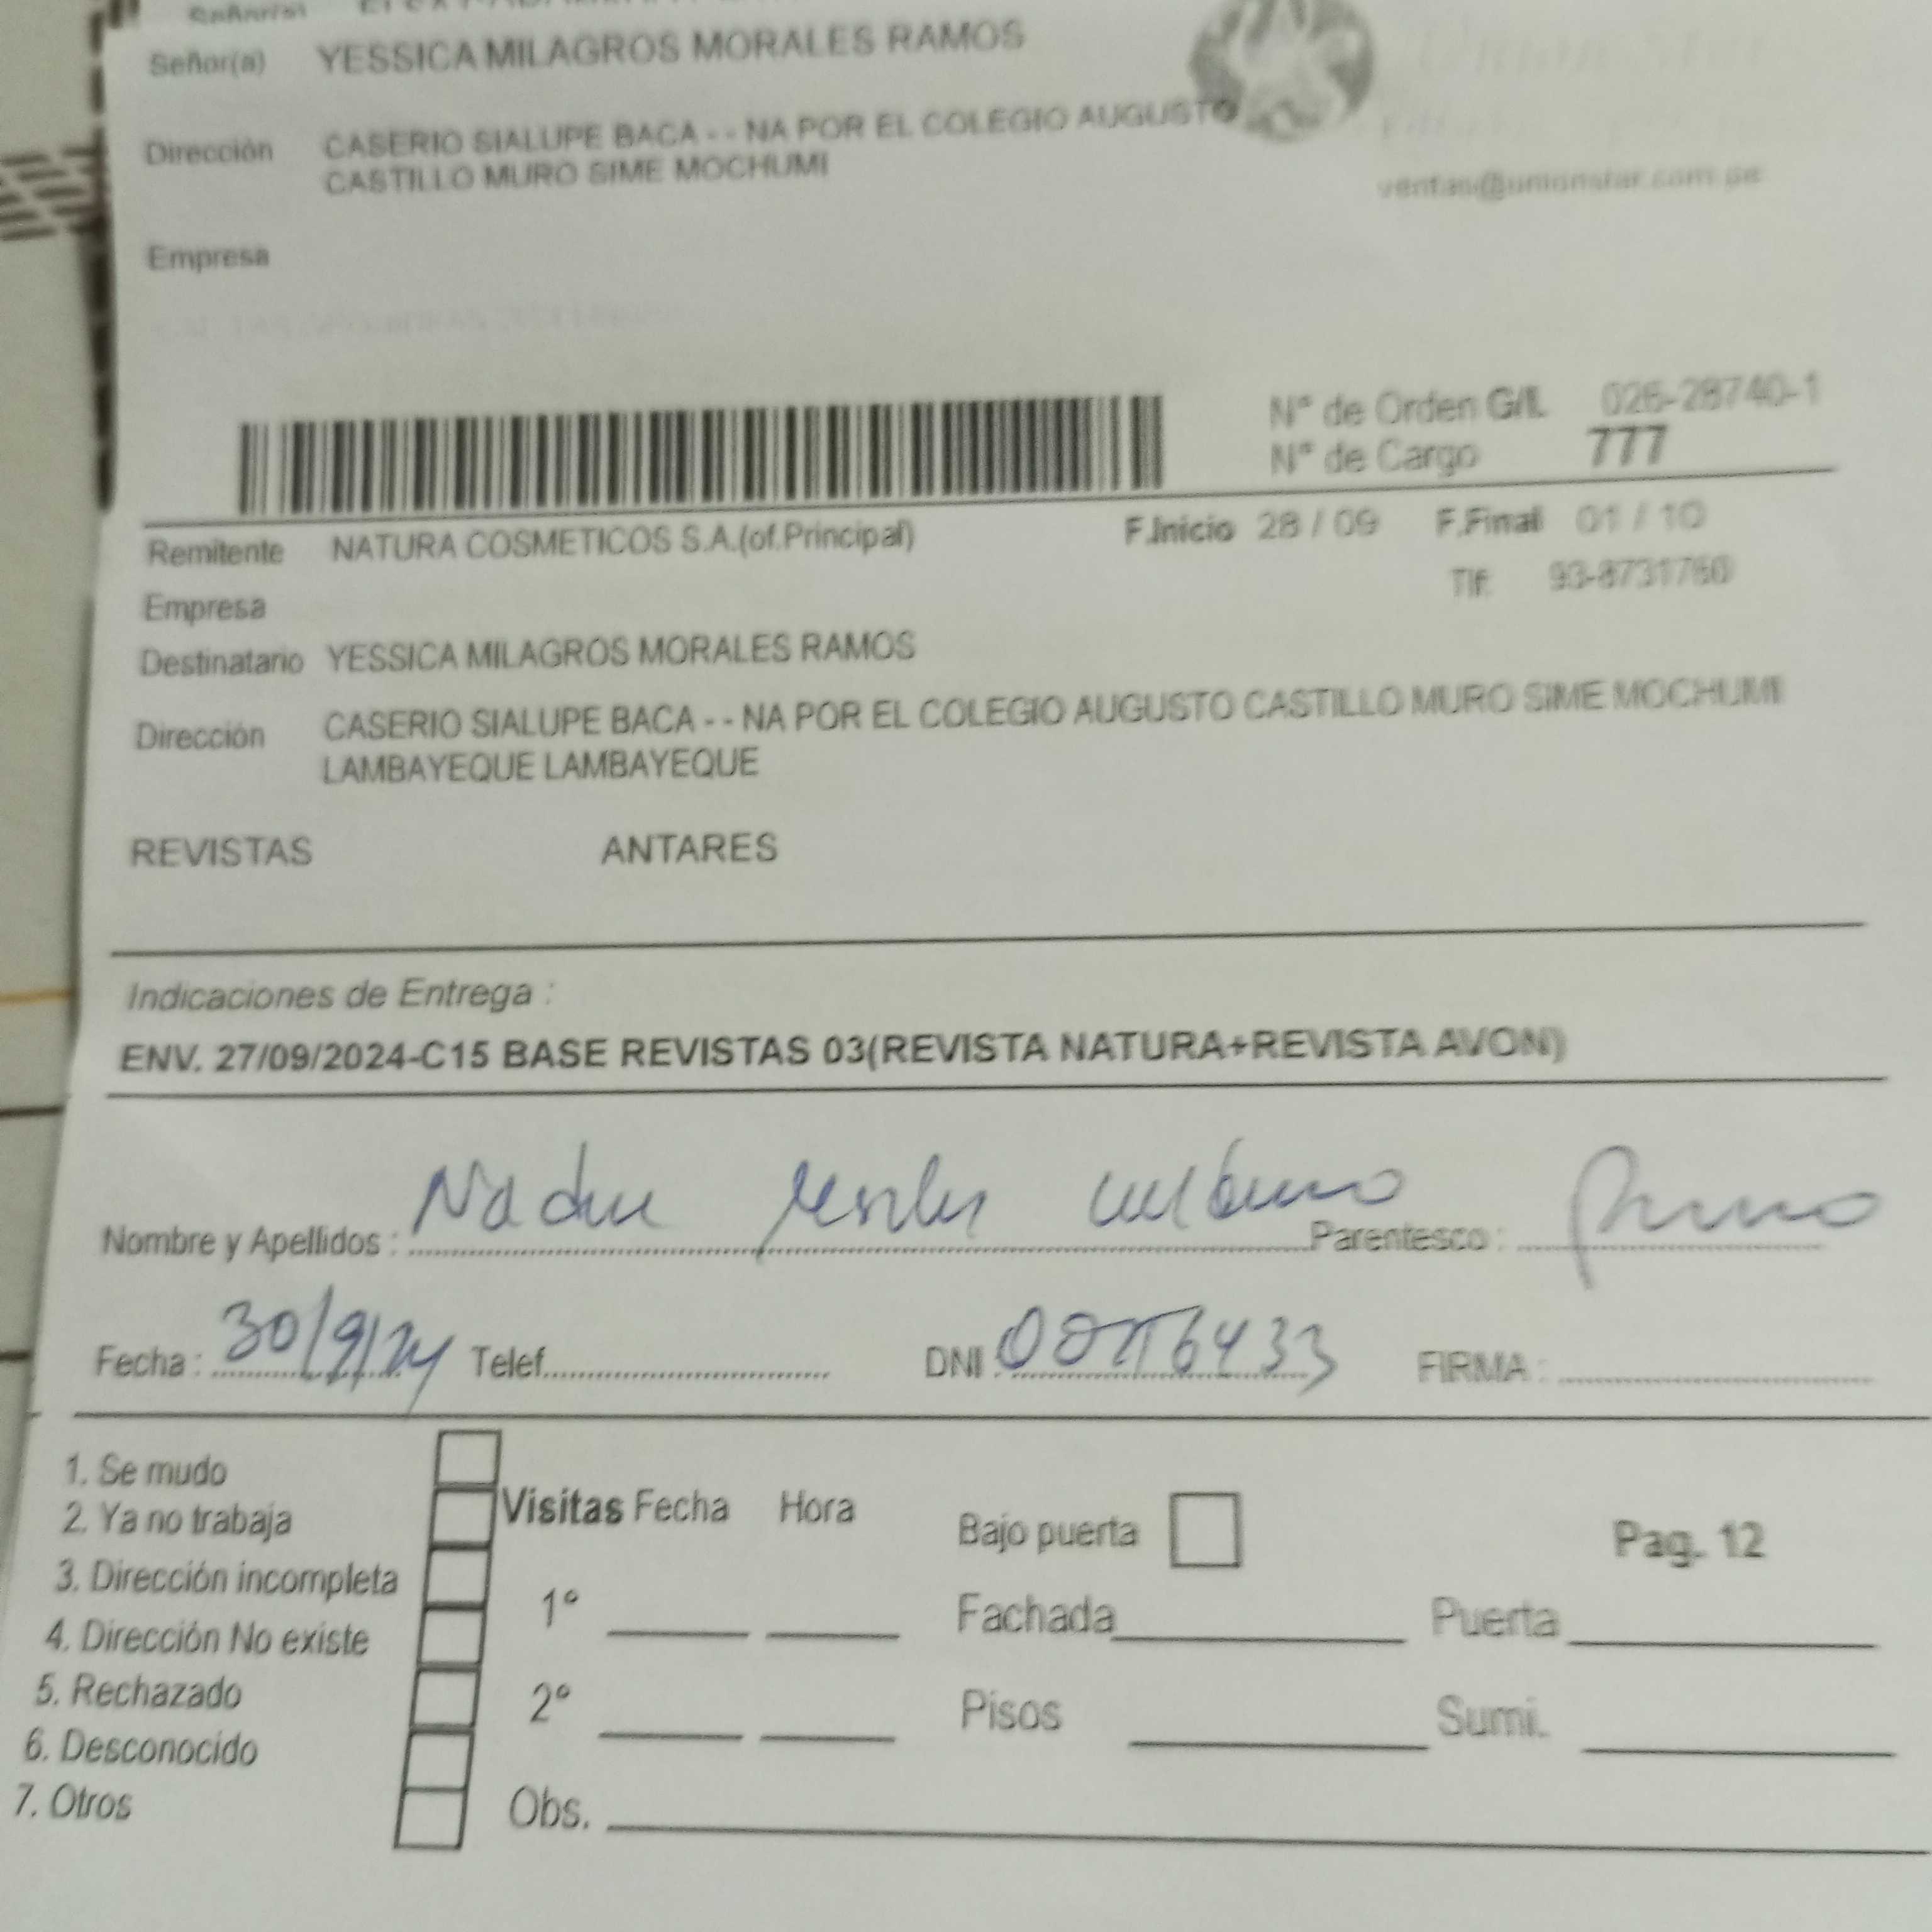 Señor(a)
Señor(a) YESSICA MILAGROS MORALES RAMOS
Dirección CASERIO SIALUPE BACA - - NA POR EL COLEGIO AUGUSTO
CASTILLO MURO SIME MOCHUMI
ventas@unionstar.com.pe
Empresa
N° de Orden G/L 026-28740-1
N° de Cargo 777
Remitente NATURA COSMETICOS S.A.(of.Principal) F.Inicio 28 / 09 F.Final 01 / 10
Empresa Tlf. 93-8731760
Destinatario YESSICA MILAGROS MORALES RAMOS
Dirección CASERIO SIALUPE BACA - - NA POR EL COLEGIO AUGUSTO CASTILLO MURO SIME MOCHUMI
LAMBAYEQUE LAMBAYEQUE
REVISTAS ANTARES
Indicaciones de Entrega :
ENV. 27/09/2024-C15 BASE REVISTAS 03(REVISTA NATURA+REVISTA AVON)
Nombre y Apellidos : Parentesco :
Fecha : 30/9/24 Telef. DNI : FIRMA :
1. Se mudo
2. Ya no trabaja
3. Dirección incompleta
4. Dirección No existe
5. Rechazado
6. Desconocido
7. Otros
Visitas Fecha Hora
1°
2°
Obs.
Bajo puerta Pag. 12
Fachada Puerta
Pisos Sumi.